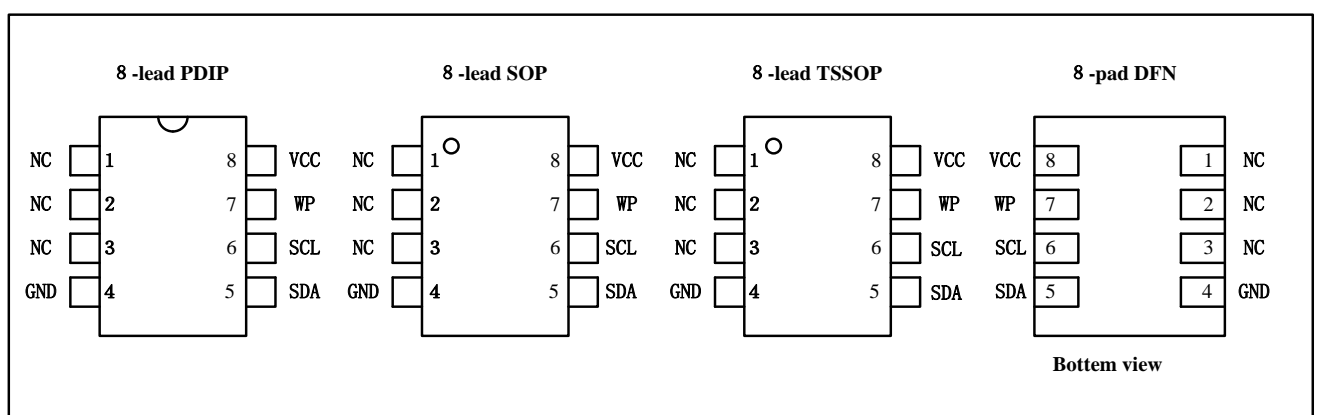 8 -lead PDIP 8 -lead SOP 8 -lead TSSOP 8 -pad DFN
NC 1 8 VCC NC 1 8 VCC NC 1 8 VCC VCC 8 1 NC
NC 2 7 WP NC 2 7 WP NC 2 7 WP WP 7 2 NC
NC 3 6 SCL NC 3 6 SCL NC 3 6 SCL SCL 6 3 NC
GND 4 5 SDA GND 4 5 SDA GND 4 5 SDA SDA 5 4 GND
Bottem view